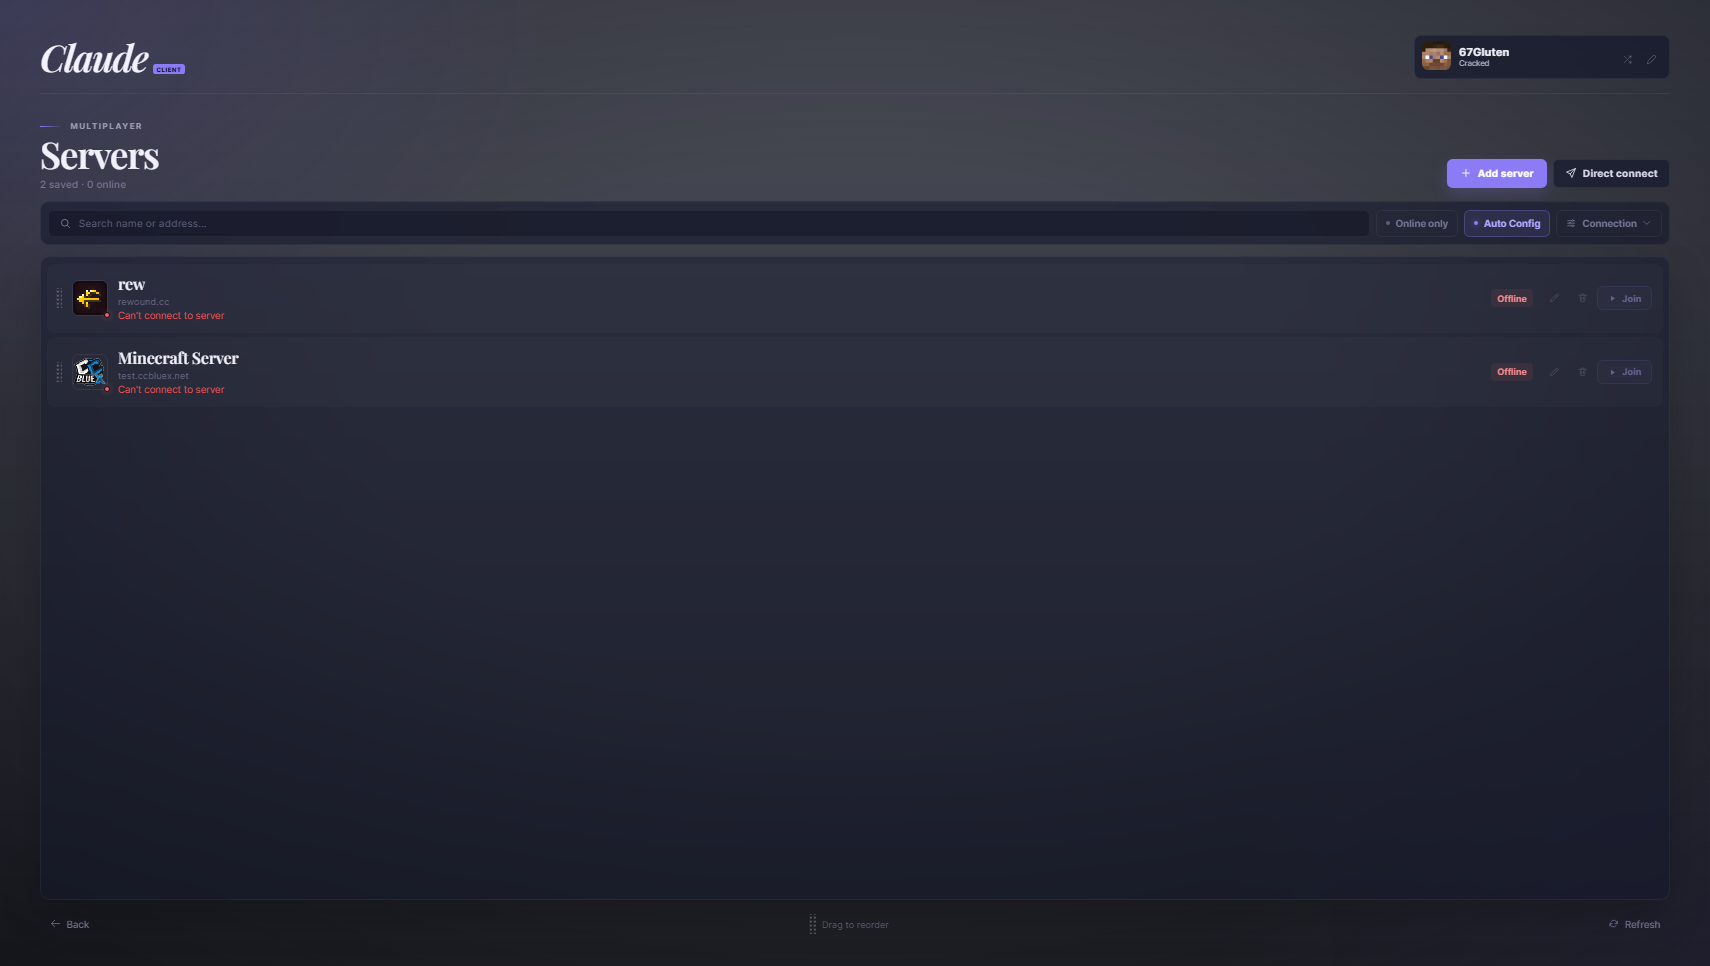 Claude CLIENT
67Gluten
Cracked
MULTIPLAYER
Servers
2 saved · 0 online
+ Add server
Direct connect
Search name or address...
Online only
Auto Config
Connection
rew
rewound.cc
Can't connect to server
Offline
Join
Minecraft Server
test.ccbluex.net
Can't connect to server
Offline
Join
BLUE
Back
Drag to reorder
Refresh